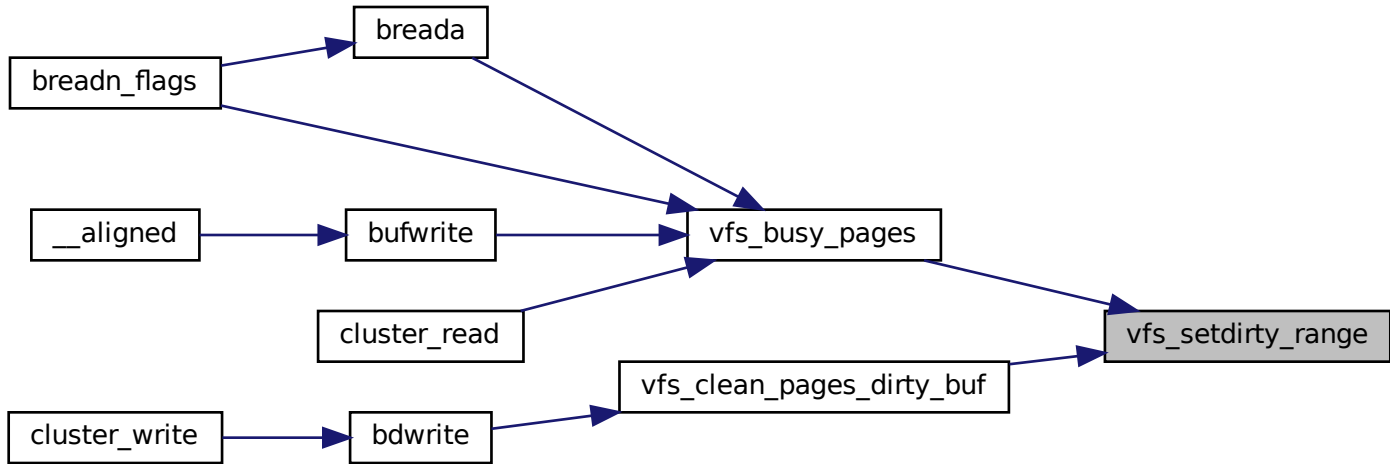 breada
breadn_flags
__aligned
bufwrite
vfs_busy_pages
cluster_read
vfs_setdirty_range
vfs_clean_pages_dirty_buf
cluster_write
bdwrite